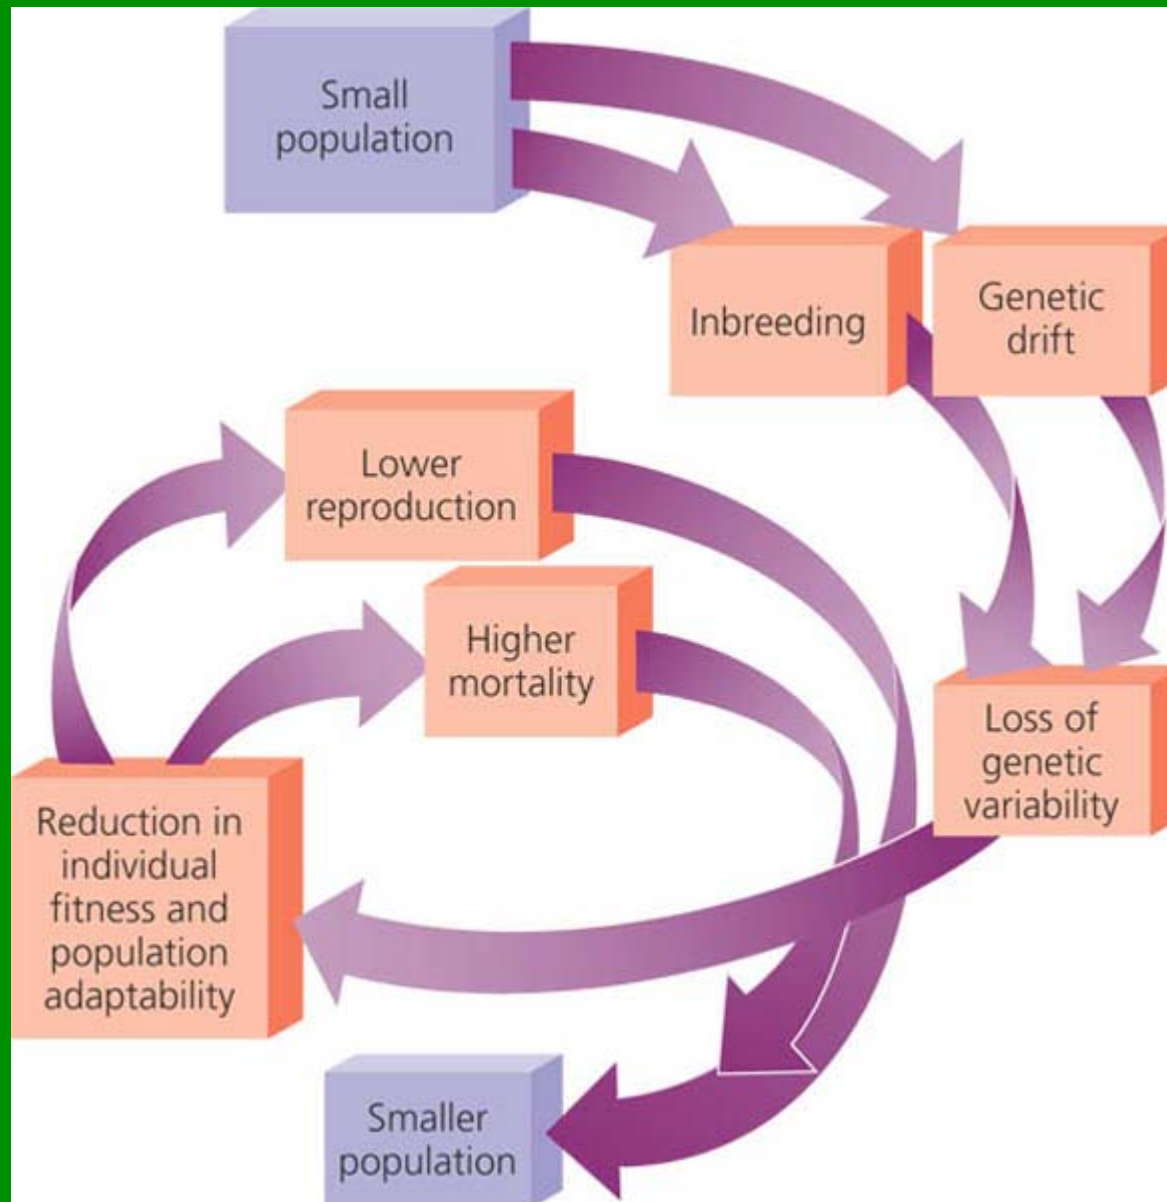 Small
population
Inbreeding
Genetic
drift
Lower
reproduction
Higher
mortality
Loss of
genetic
variability
Reduction in
individual
fitness and
population
adaptability
Smaller
population